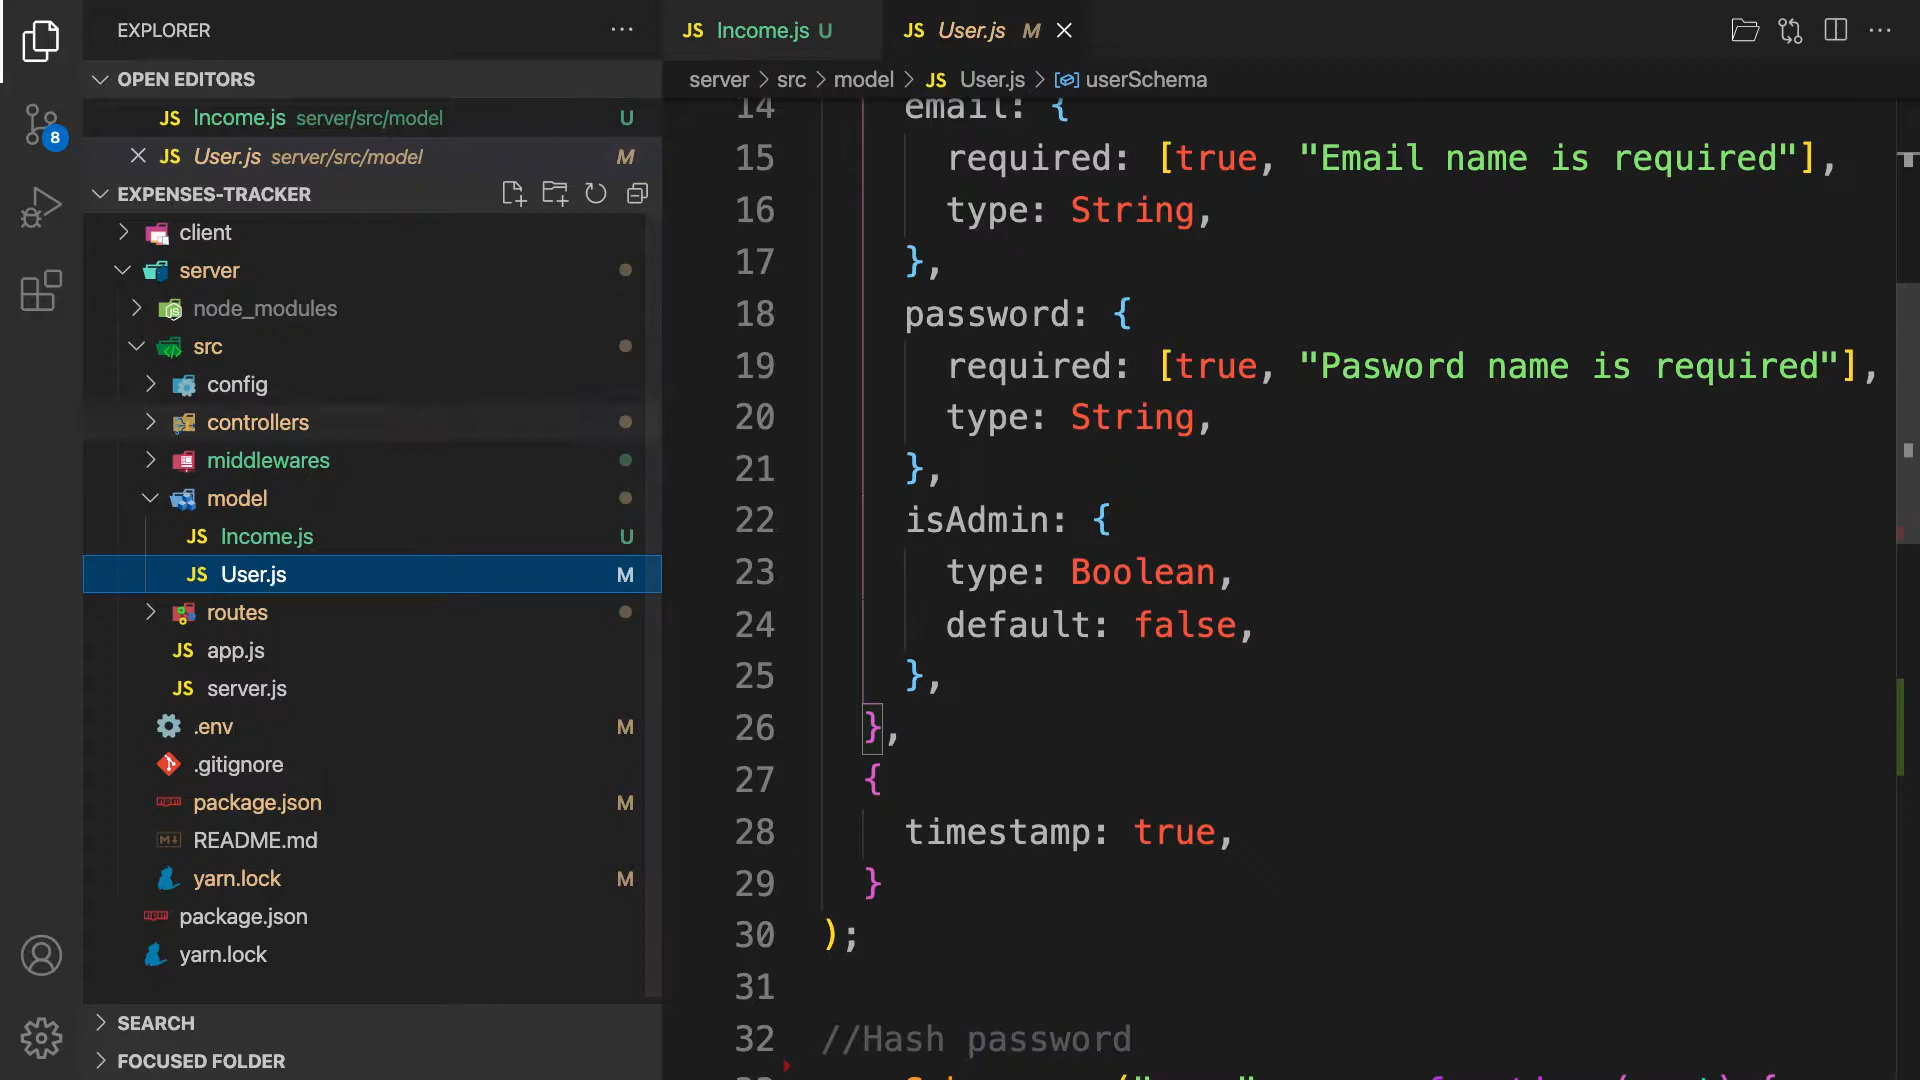 EXPLORER
OPEN EDITORS
JS Income.js server/src/model U
JS User.js server/src/model M
EXPENSES-TRACKER
client
server
node_modules
src
config
controllers
middlewares
model
JS Income.js U
JS User.js M
routes
JS app.js
JS server.js
.env M
.gitignore
package.json M
README.md
yarn.lock M
package.json
yarn.lock
SEARCH
FOCUSED FOLDER
8
JS Income.js U
JS User.js M
server > src > model > JS User.js > userSchema
14 email: {
15 required: [true, "Email name is required"],
16 type: String,
17 },
18 password: {
19 required: [true, "Pasword name is required"],
20 type: String,
21 },
22 isAdmin: {
23 type: Boolean,
24 default: false,
25 },
26 },
27 {
28 timestamp: true,
29 }
30 );
31
32 //Hash password